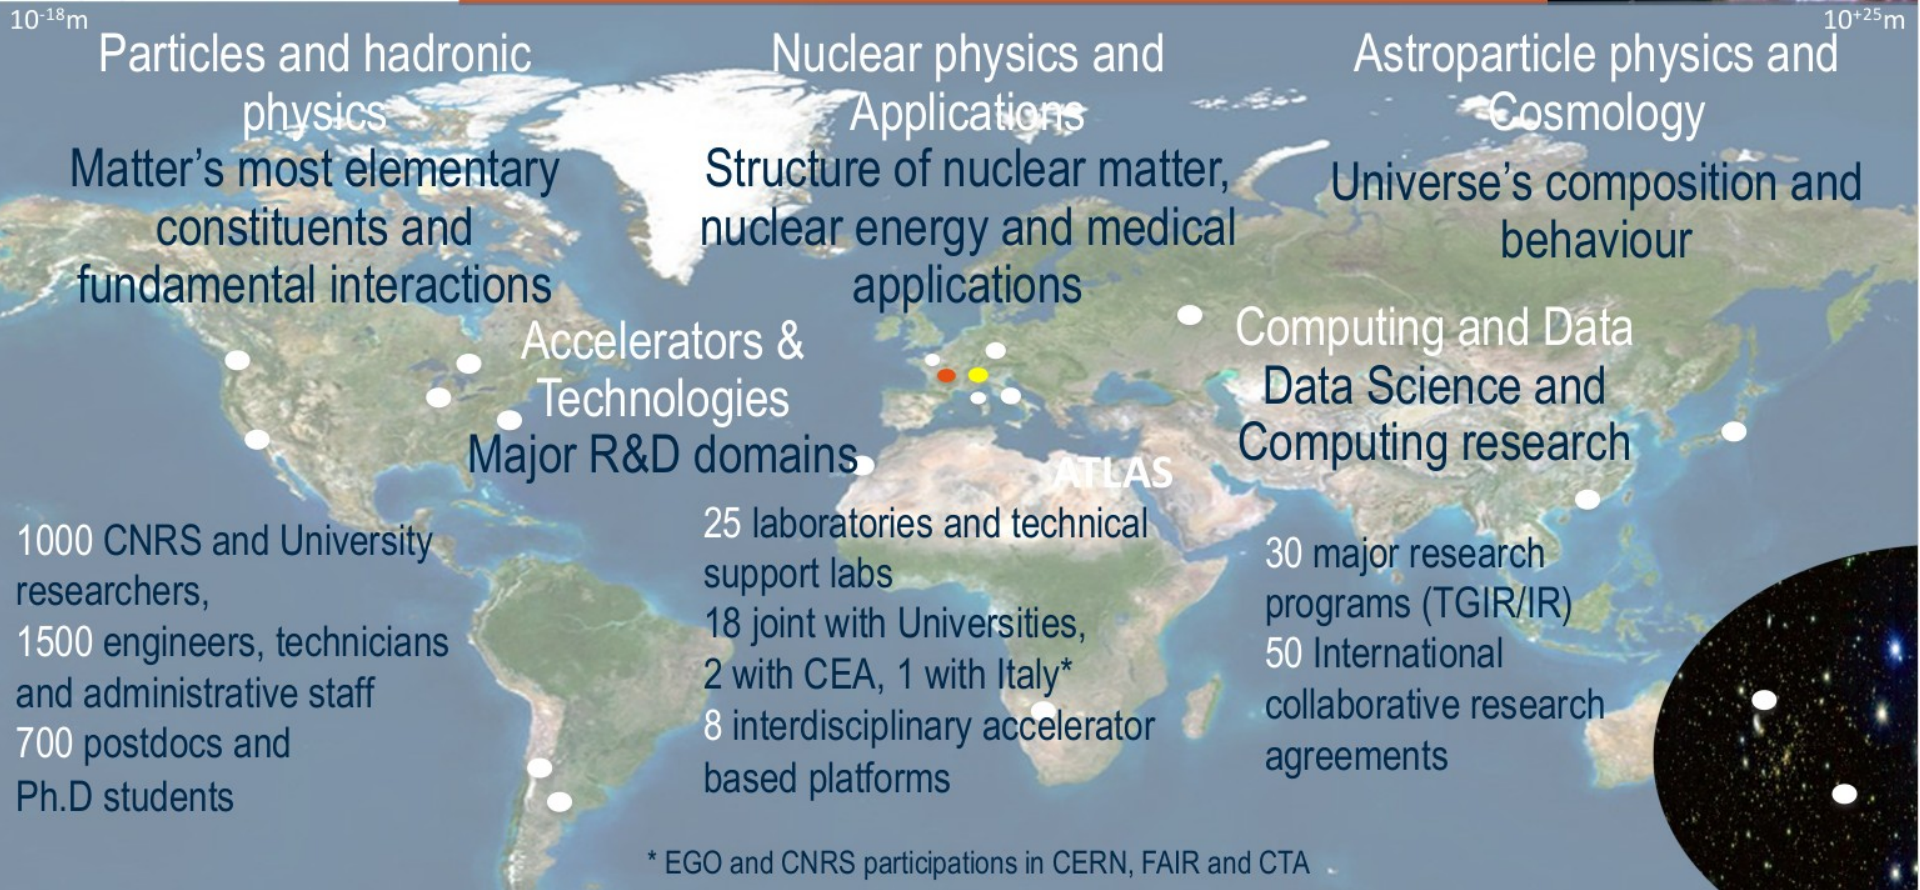 10-18m
10+25m
Particles and hadronic
physics
Matter's most elementary
constituents and
fundamental interactions
Nuclear physics and
Applications
Structure of nuclear matter,
nuclear energy and medical
applications
Astroparticle physics and
Cosmology
Universe's composition and
behaviour
Accelerators &
Technologies
Major R&D domains
Computing and Data
Data Science and
Computing research
ATLAS
1000 CNRS and University
researchers,
1500 engineers, technicians
and administrative staff
700 postdocs and
Ph.D students
25 laboratories and technical
support labs
18 joint with Universities,
2 with CEA, 1 with Italy*
8 interdisciplinary accelerator
based platforms
30 major research
programs (TGIR/IR)
50 International
collaborative research
agreements
* EGO and CNRS participations in CERN, FAIR and CTA